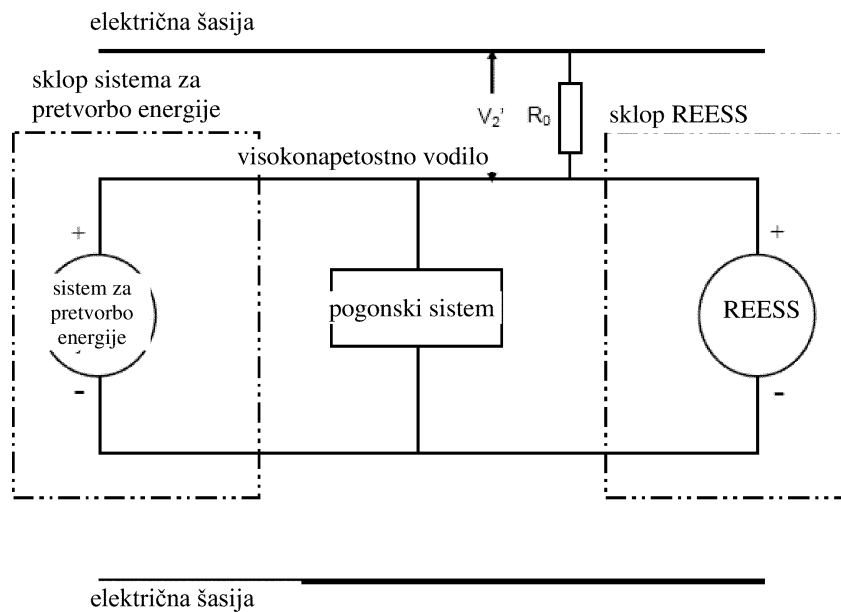 električna šasija
sklop sistema za
pretvorbo energije
V₂' R₀
sklop REESS
visokonapetostno vodilo
+
+
sistem za
pretvorbo
energije
pogonski sistem
REESS
-
-
električna šasija